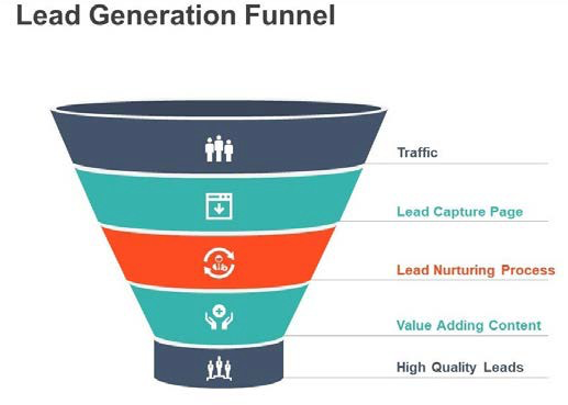 Lead Generation Funnel
Traffic
Lead Capture Page
Lead Nurturing Process
Value Adding Content
High Quality Leads